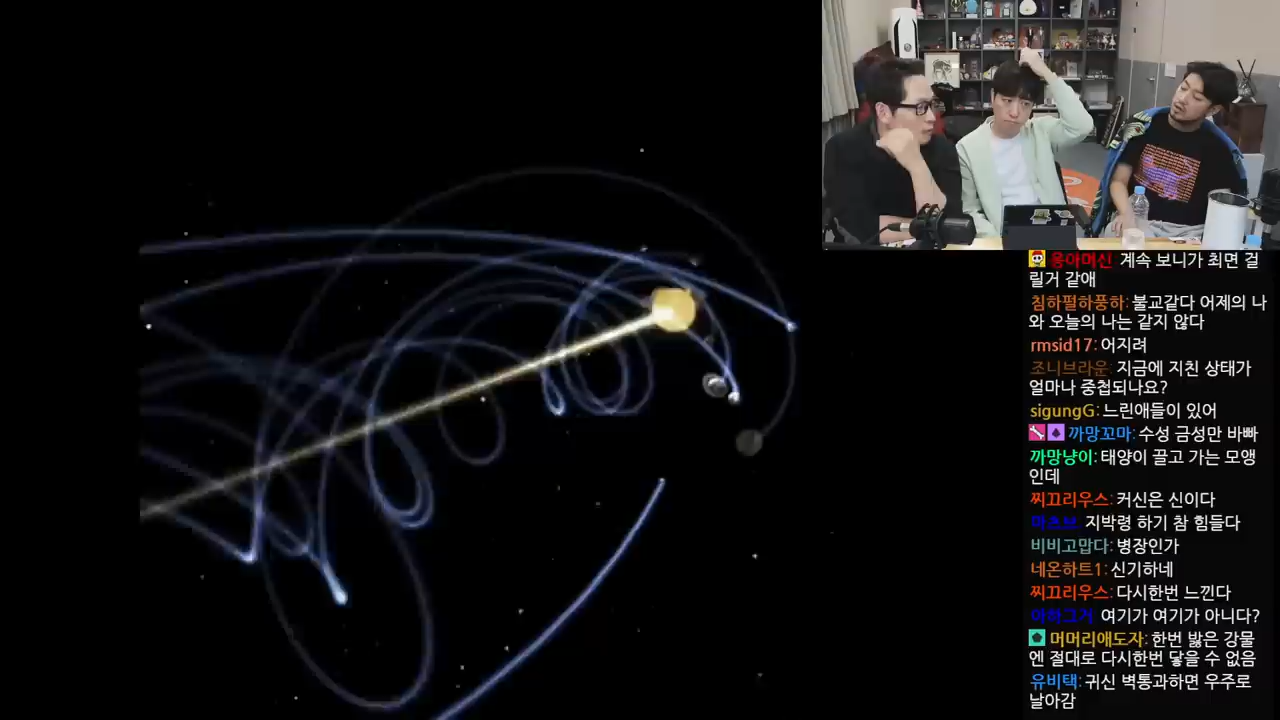 웅아며신: 계속 보니가 최면 걸
릴거 같애
침하펄하풍하: 불교같다 어제의 나
와 오늘의 나는 같지 않다
rmsid17: 어지려
조니브라운: 지금에 지친 상태가
얼마나 중첩되나요?
sigungG: 느린애들이 있어
까망꼬마: 수성 금성만 바빠
까망냥이: 태양이 끌고 가는 모앵
인데
찌끄리우스: 커신은 신이다
마츠브: 지박령 하기 참 힘들다
비비고맙다: 병장인가
네온하트1: 신기하네
찌끄리우스: 다시한번 느낀다
아하그거: 여기가 여기가 아니다?
머머리애도자: 한번 밟은 강물
엔 절대로 다시한번 닿을 수 없음
유비택: 귀신 벽통과하면 우주로
날아감